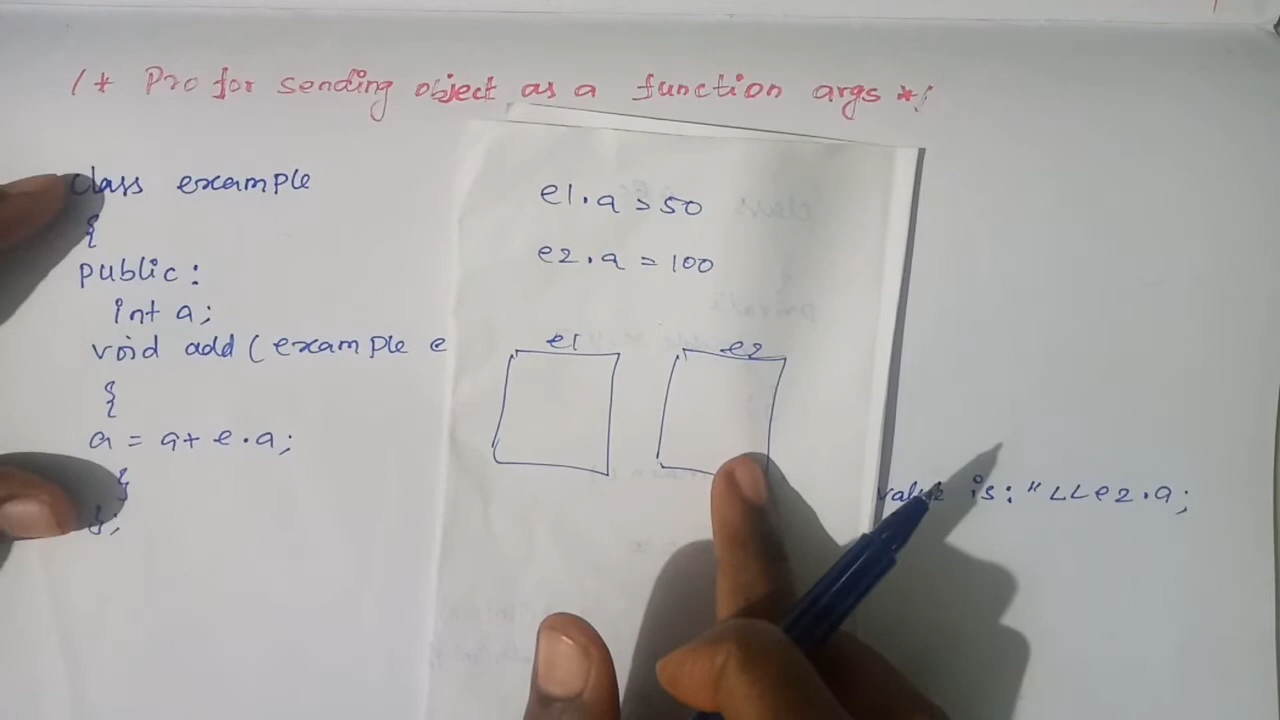 /* Pro for sending object as a function args */
class example
{
public:
int a;
void add (example e
{
a = a + e.a;
}
};
e1.a = 50
e2.a = 100
e1
e2
value is: " << e2.a;